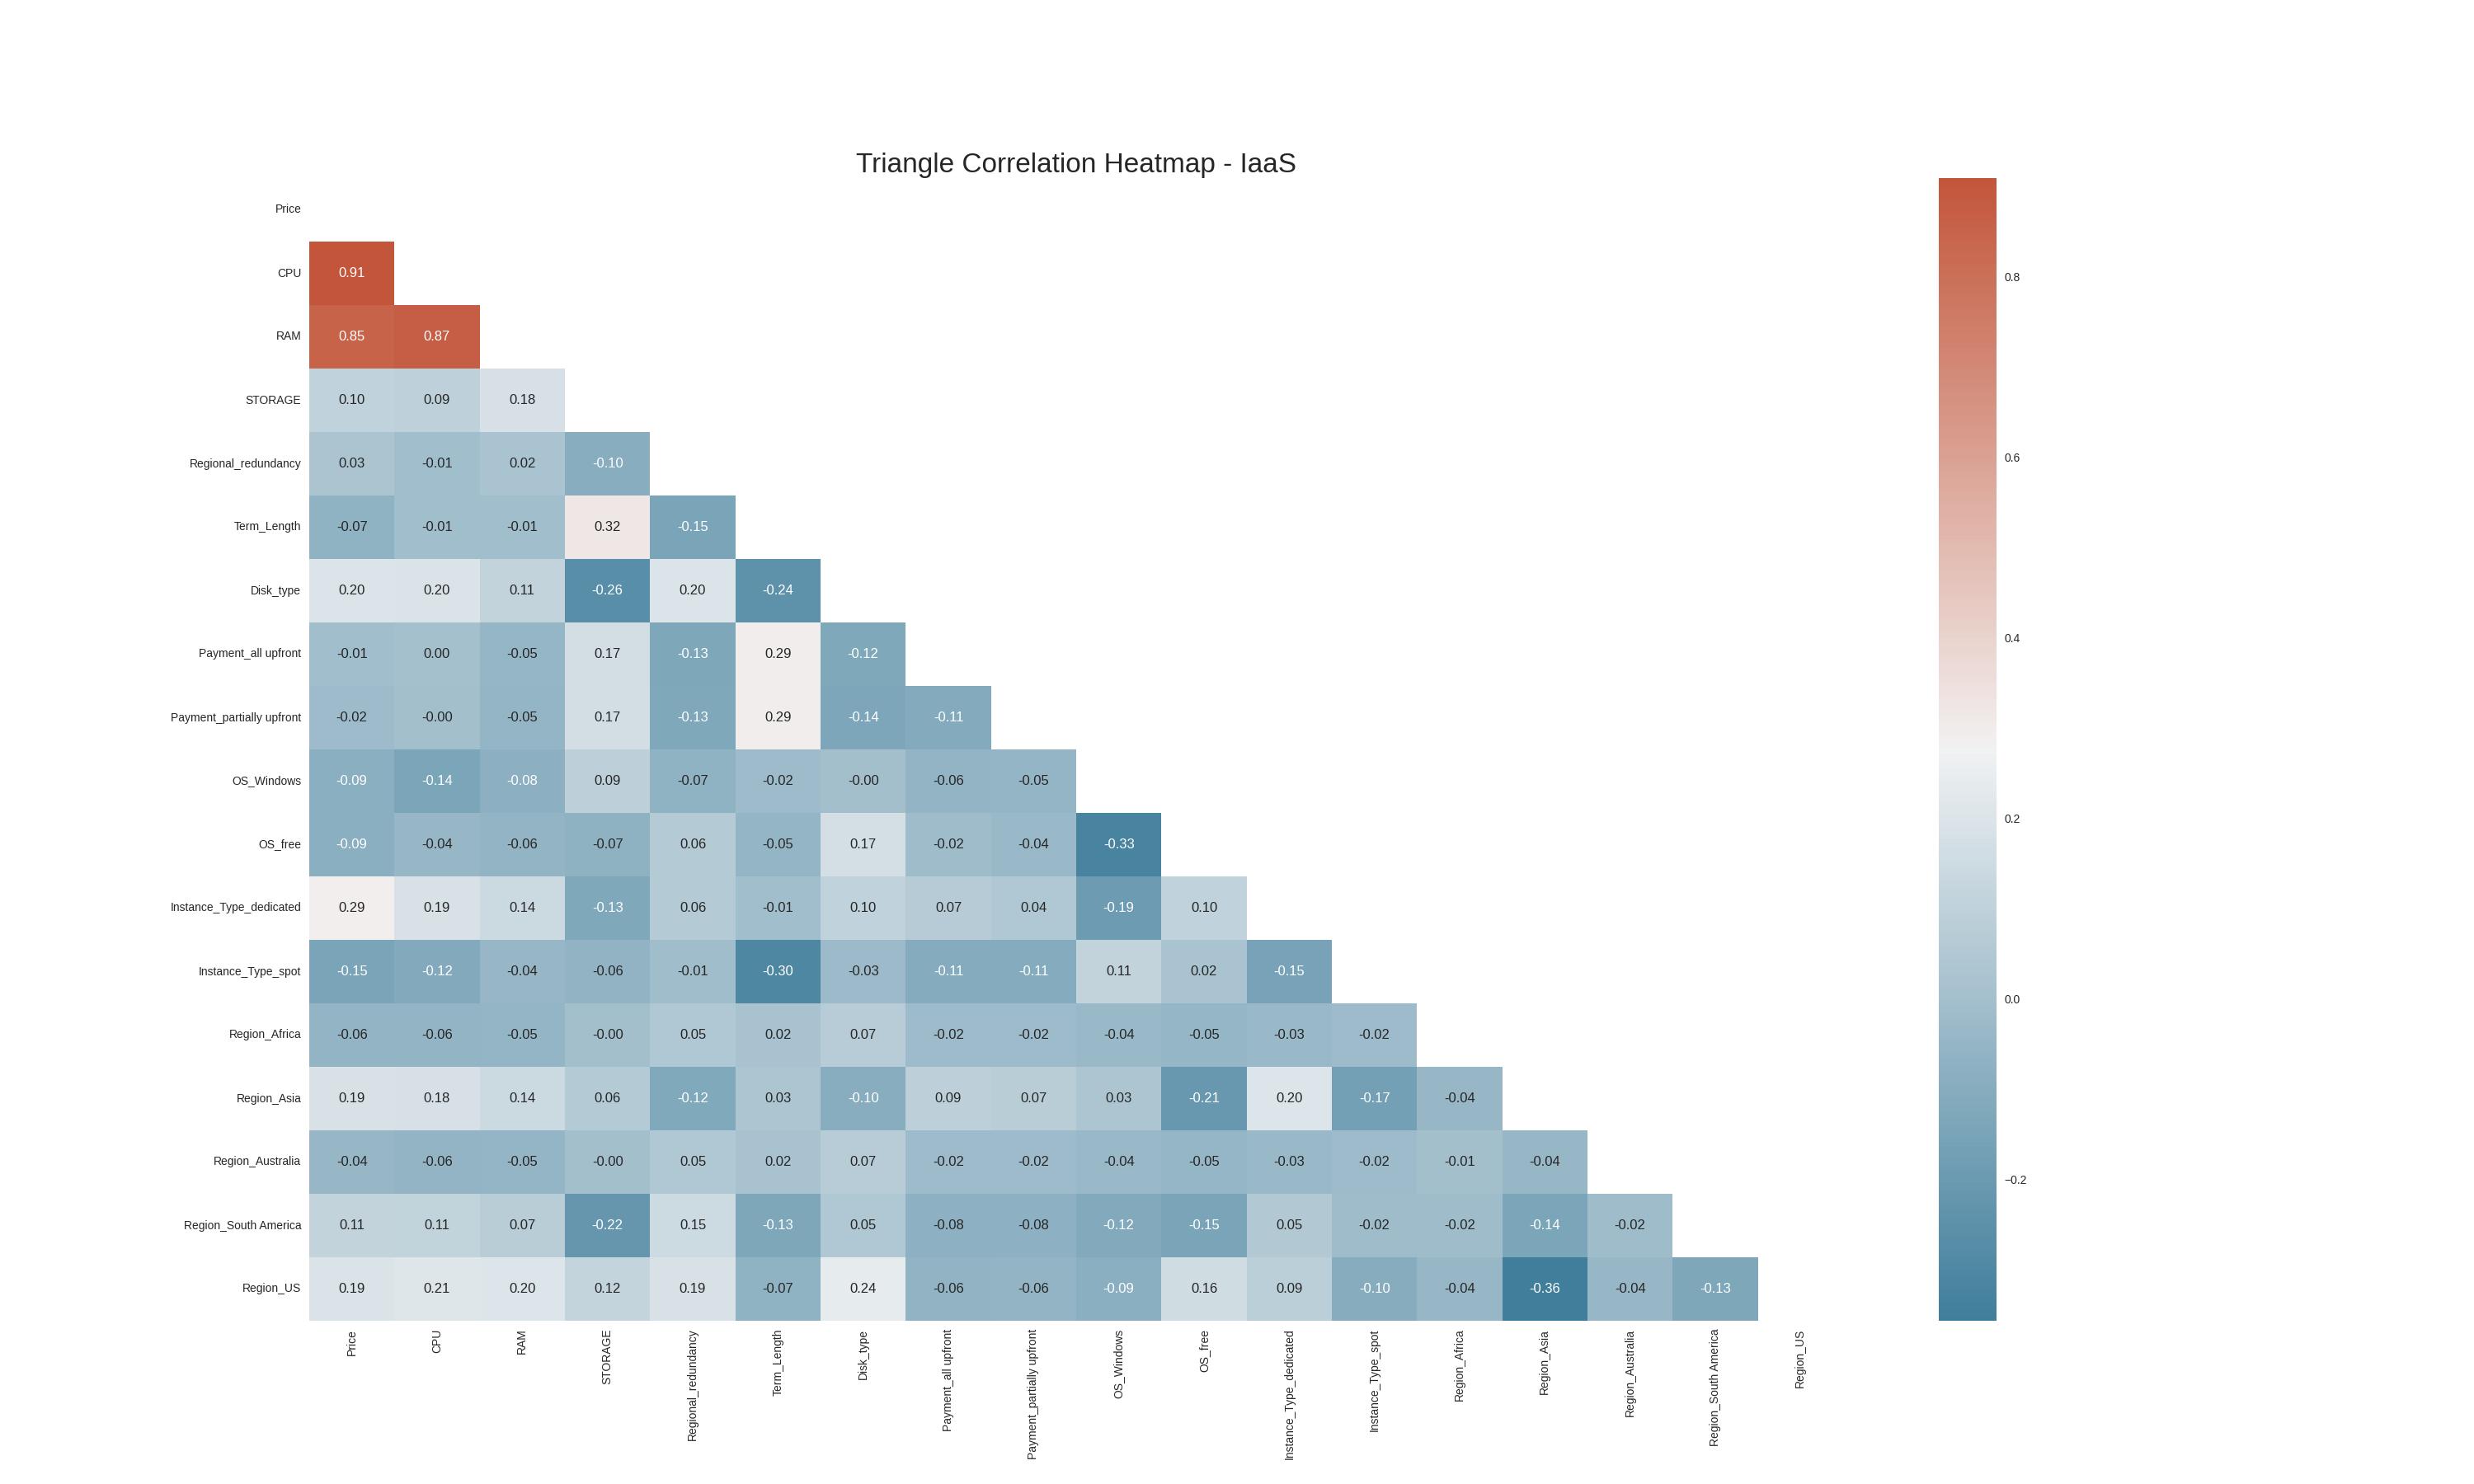 Triangle Correlation Heatmap - IaaS
Price
CPU 0.91
RAM 0.85 0.87
STORAGE 0.10 0.09 0.18
Regional_redundancy 0.03 -0.01 0.02 -0.10
Term_Length -0.07 -0.01 -0.01 0.32 -0.15
Disk_type 0.20 0.20 0.11 -0.26 0.20 -0.24
Payment_all upfront -0.01 0.00 -0.05 0.17 -0.13 0.29 -0.12
Payment_partially upfront -0.02 -0.00 -0.05 0.17 -0.13 0.29 -0.14 -0.11
OS_Windows -0.09 -0.14 -0.08 0.09 -0.07 -0.02 -0.00 -0.06 -0.05
OS_free -0.09 -0.04 -0.06 -0.07 0.06 -0.05 0.17 -0.02 -0.04 -0.33
Instance_Type_dedicated 0.29 0.19 0.14 -0.13 0.06 -0.01 0.10 0.07 0.04 -0.19 0.10
Instance_Type_spot -0.15 -0.12 -0.04 -0.06 -0.01 -0.30 -0.03 -0.11 -0.11 0.11 0.02 -0.15
Region_Africa -0.06 -0.06 -0.05 -0.00 0.05 0.02 0.07 -0.02 -0.02 -0.04 -0.05 -0.03 -0.02
Region_Asia 0.19 0.18 0.14 0.06 -0.12 0.03 -0.10 0.09 0.07 0.03 -0.21 0.20 -0.17 -0.04
Region_Australia -0.04 -0.06 -0.05 -0.00 0.05 0.02 0.07 -0.02 -0.02 -0.04 -0.05 -0.03 -0.02 -0.01 -0.04
Region_South America 0.11 0.11 0.07 -0.22 0.15 -0.13 0.05 -0.08 -0.08 -0.12 -0.15 0.05 -0.02 -0.02 -0.14 -0.02
Region_US 0.19 0.21 0.20 0.12 0.19 -0.07 0.24 -0.06 -0.06 -0.09 0.16 0.09 -0.10 -0.04 -0.36 -0.04 -0.13
Price
CPU
RAM
STORAGE
Regional_redundancy
Term_Length
Disk_type
Payment_all upfront
Payment_partially upfront
OS_Windows
OS_free
Instance_Type_dedicated
Instance_Type_spot
Region_Africa
Region_Asia
Region_Australia
Region_South America
Region_US
0.8
0.6
0.4
0.2
0.0
−0.2